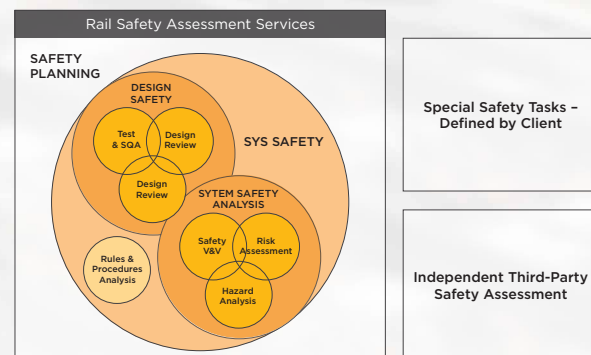 Rail Safety Assessment Services
SAFETY
PLANNING
DESIGN
SAFETY
Test
& SQA
Design
Review
Design
Review
SYS SAFETY
SYTEM SAFETY
ANALYSIS
Safety
V&V
Risk
Assessment
Hazard
Analysis
Rules &
Procedures
Analysis
Special Safety Tasks –
Defined by Client
Independent Third-Party
Safety Assessment